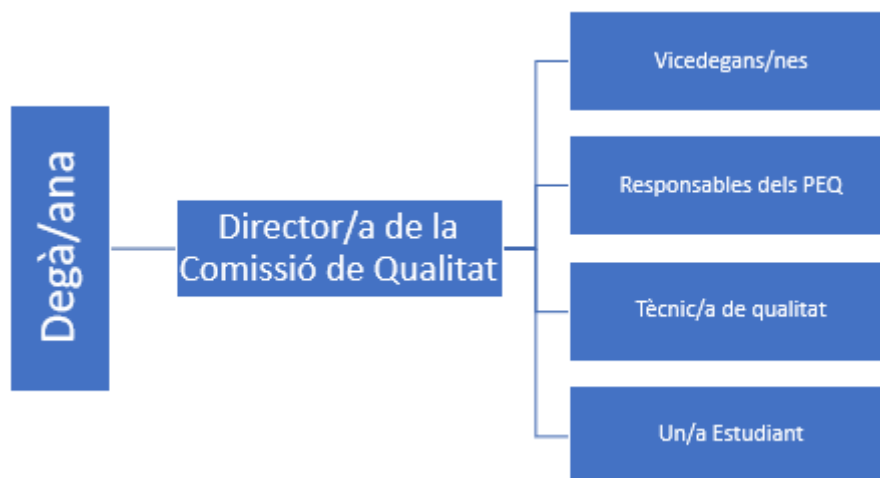 Degà/ana
Director/a de la
Comissió de Qualitat
Vicedegans/nes
Responsables dels PEQ
Tècnic/a de qualitat
Un/a Estudiant